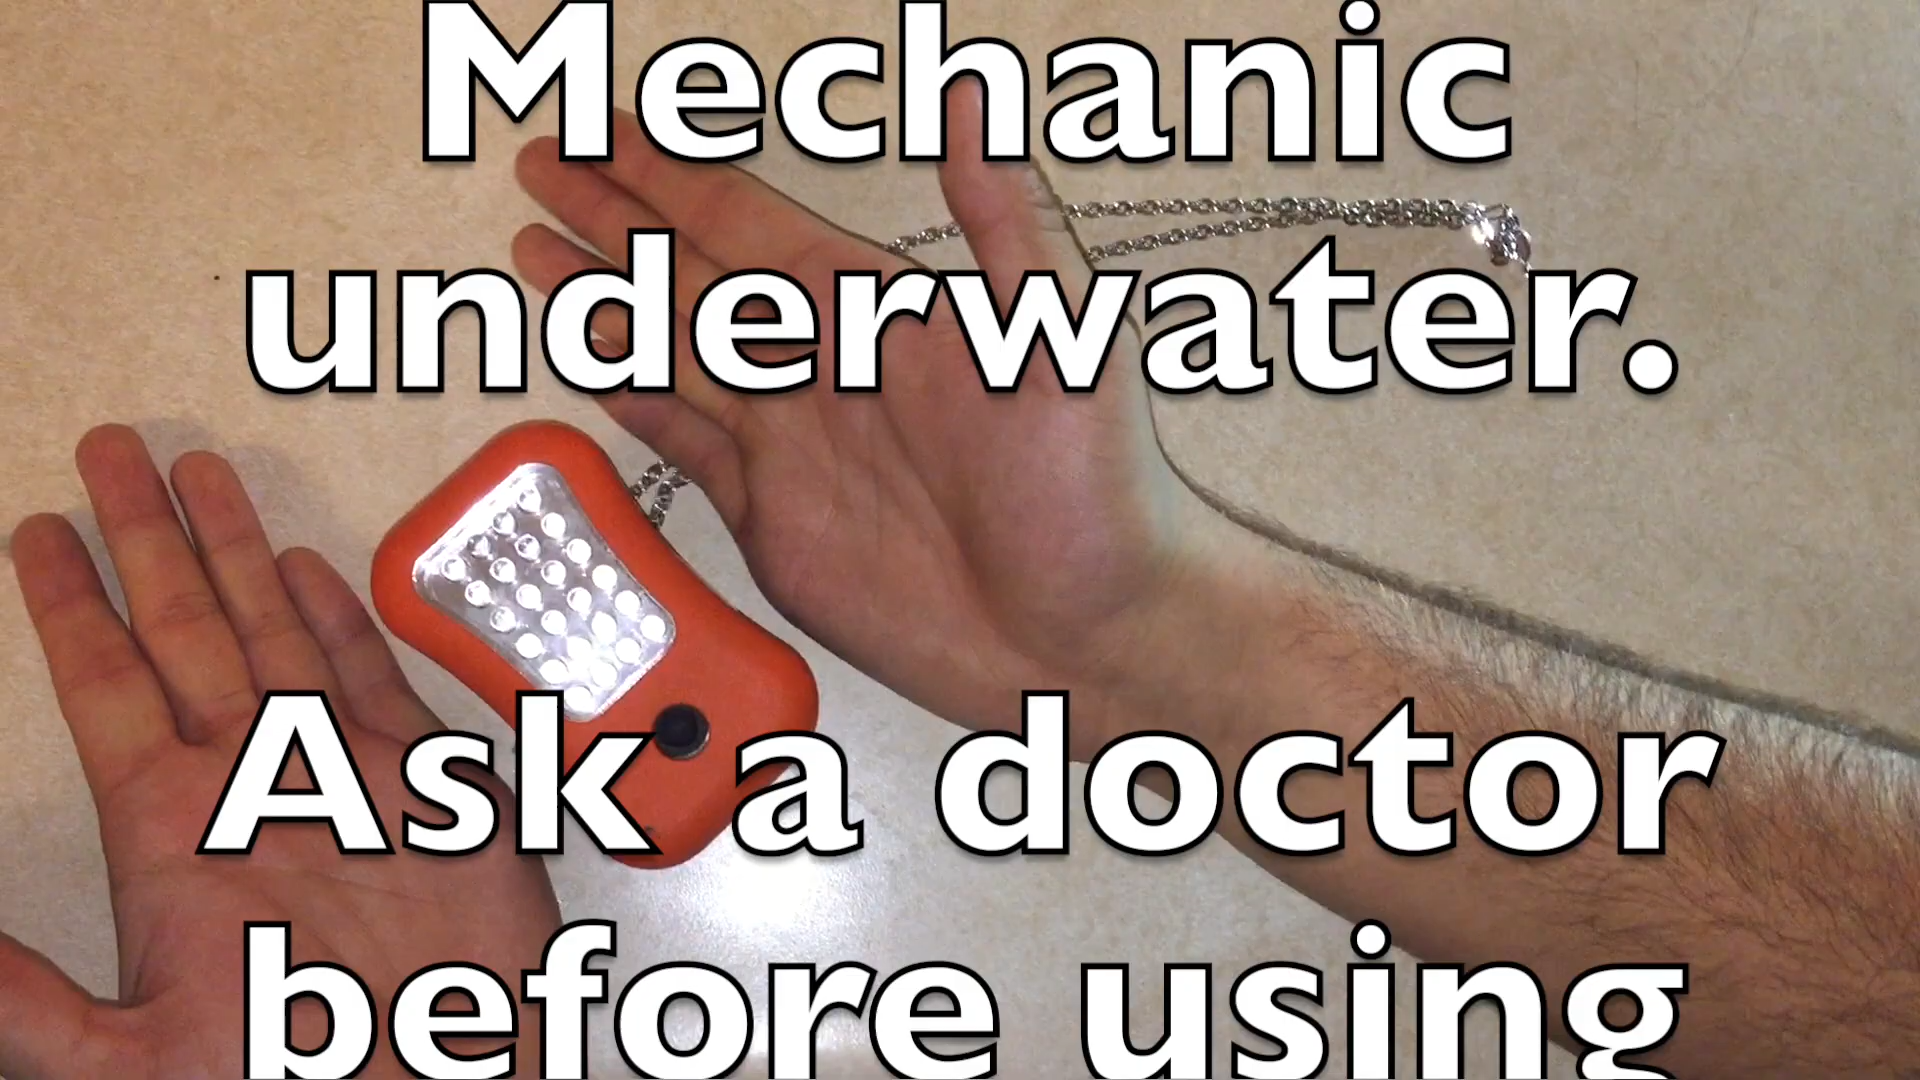 Mechanic
underwater.
Ask a doctor
before using